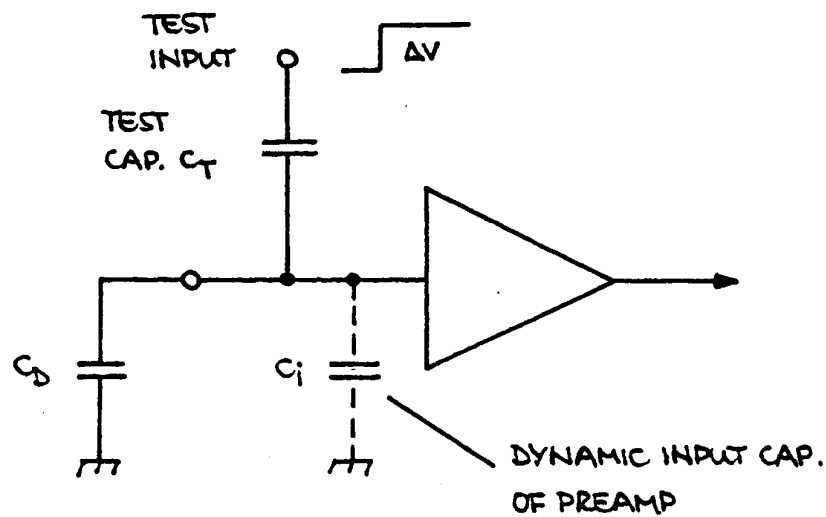 TEST
INPUT
ΔV
TEST
CAP. C_T
C_D
C_i
DYNAMIC INPUT CAP.
OF PREAMP